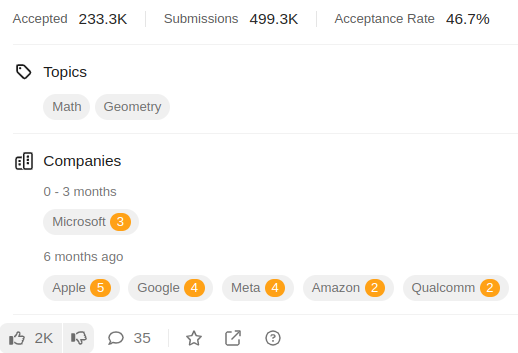 Accepted 233.3K Submissions 499.3K Acceptance Rate 46.7%
Topics
Math Geometry
Companies
0 - 3 months
Microsoft 3
6 months ago
Apple 5 Google 4 Meta 4 Amazon 2 Qualcomm 2
2K 35